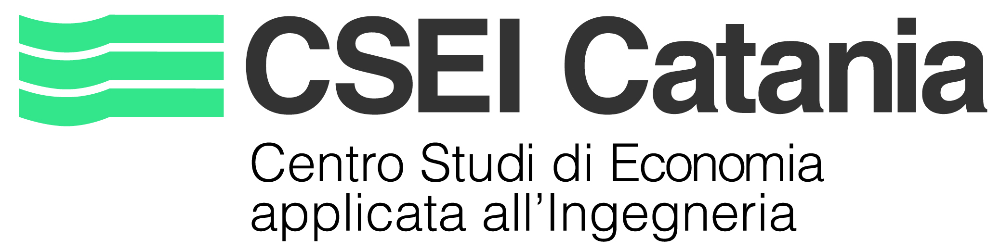 CSEI Catania
Centro Studi di Economia
applicata all’Ingegneria